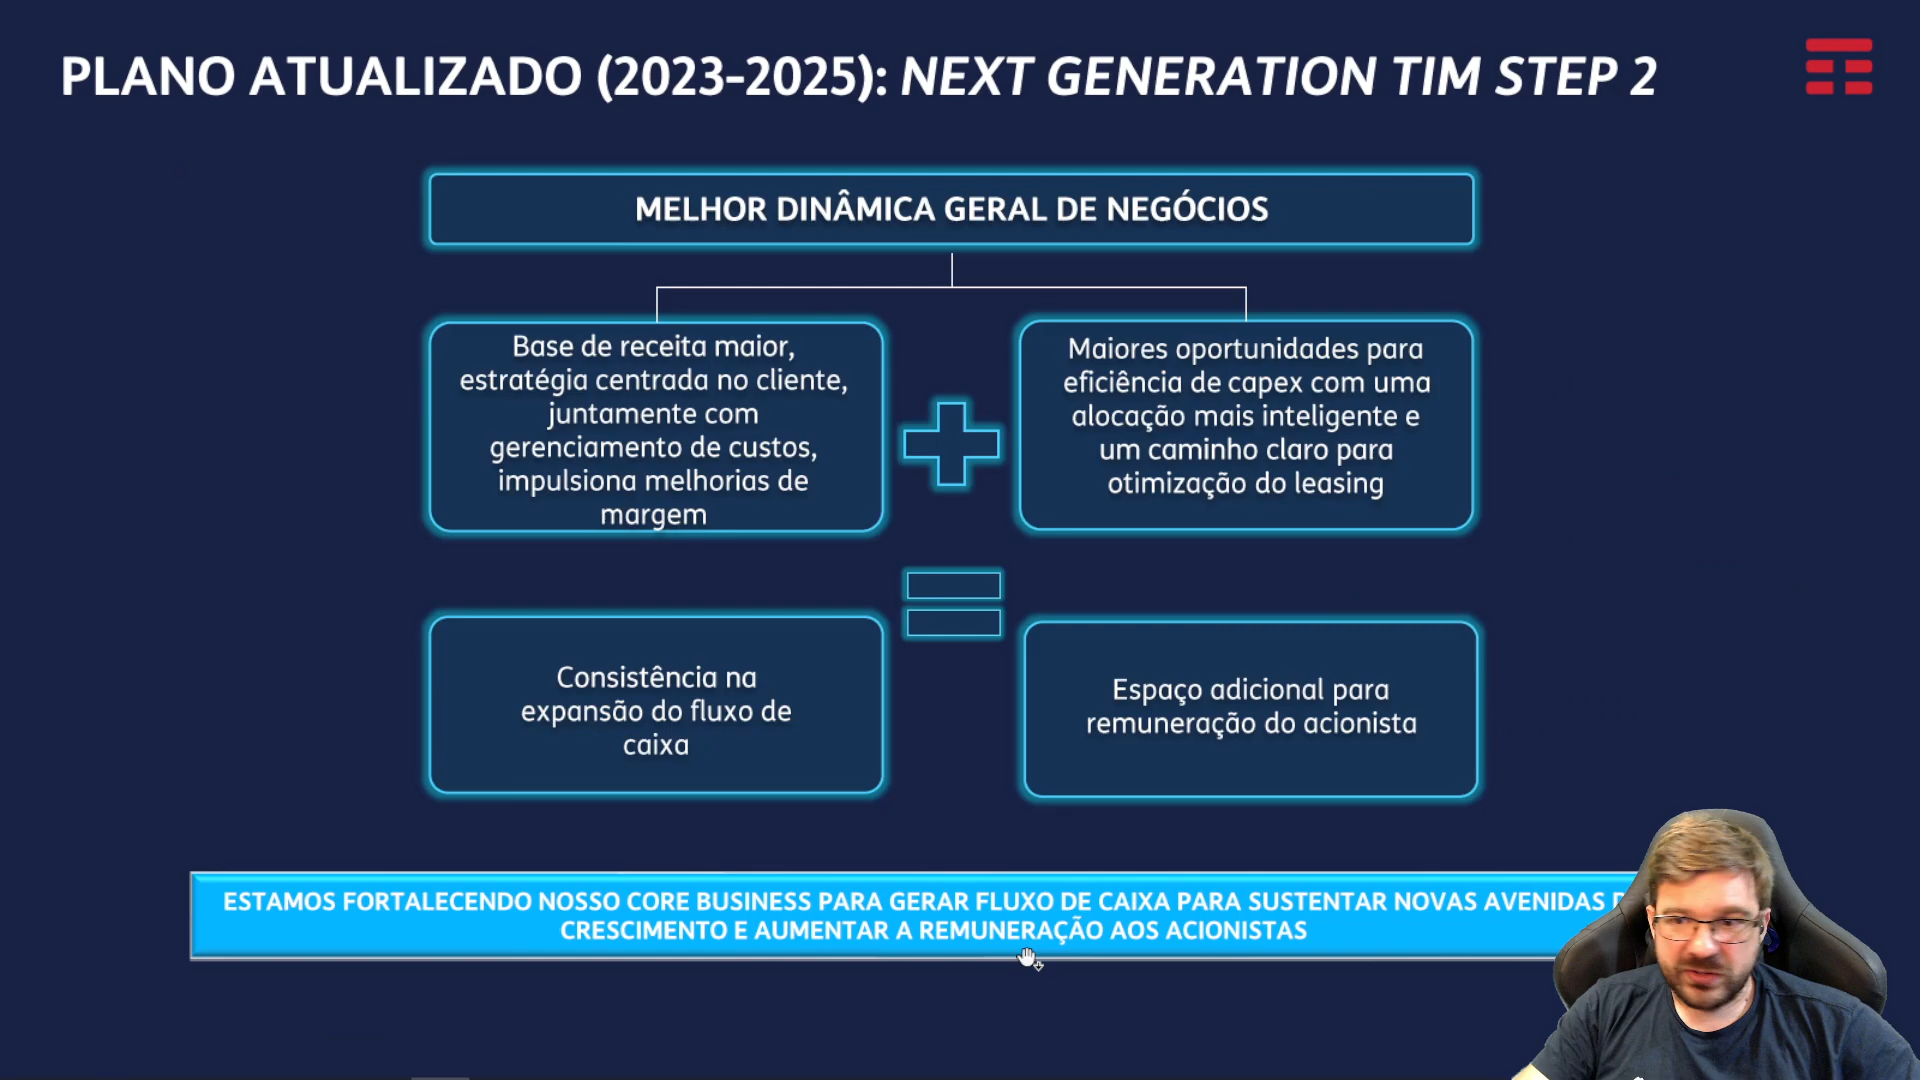 PLANO ATUALIZADO (2023-2025): NEXT GENERATION TIM STEP 2
MELHOR DINÂMICA GERAL DE NEGÓCIOS
Base de receita maior,
estratégia centrada no cliente,
juntamente com
gerenciamento de custos,
impulsiona melhorias de
margem
Maiores oportunidades para
eficiência de capex com uma
alocação mais inteligente e
um caminho claro para
otimização do leasing
Consistência na
expansão do fluxo de
caixa
Espaço adicional para
remuneração do acionista
ESTAMOS FORTALECENDO NOSSO CORE BUSINESS PARA GERAR FLUXO DE CAIXA PARA SUSTENTAR NOVAS AVENIDAS
CRESCIMENTO E AUMENTAR A REMUNERAÇÃO AOS ACIONISTAS